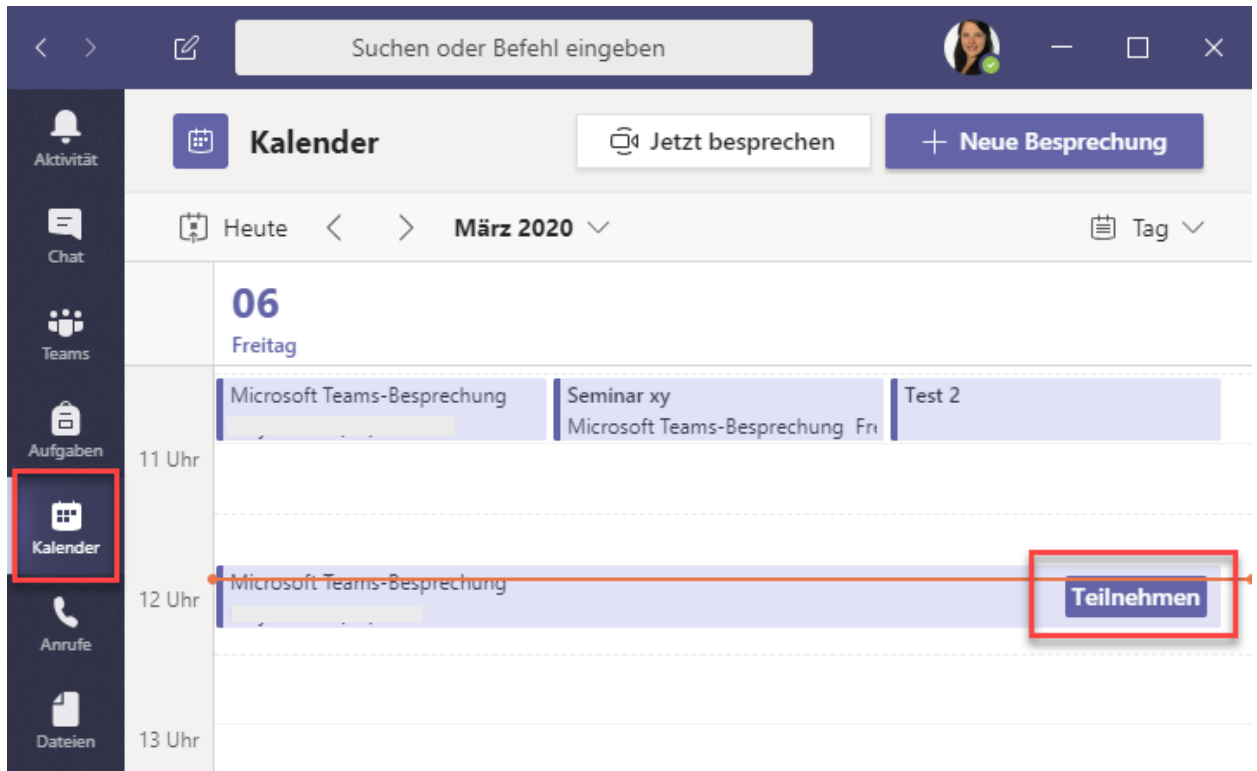 Suchen oder Befehl eingeben
Aktivität
Chat
Teams
Aufgaben
Kalender
Anrufe
Dateien
Kalender
Jetzt besprechen
+ Neue Besprechung
Heute
März 2020
Tag
06
Freitag
Microsoft Teams-Besprechung
Seminar xy
Microsoft Teams-Besprechung
Test 2
11 Uhr
12 Uhr
Microsoft Teams-Besprechung
Teilnehmen
13 Uhr